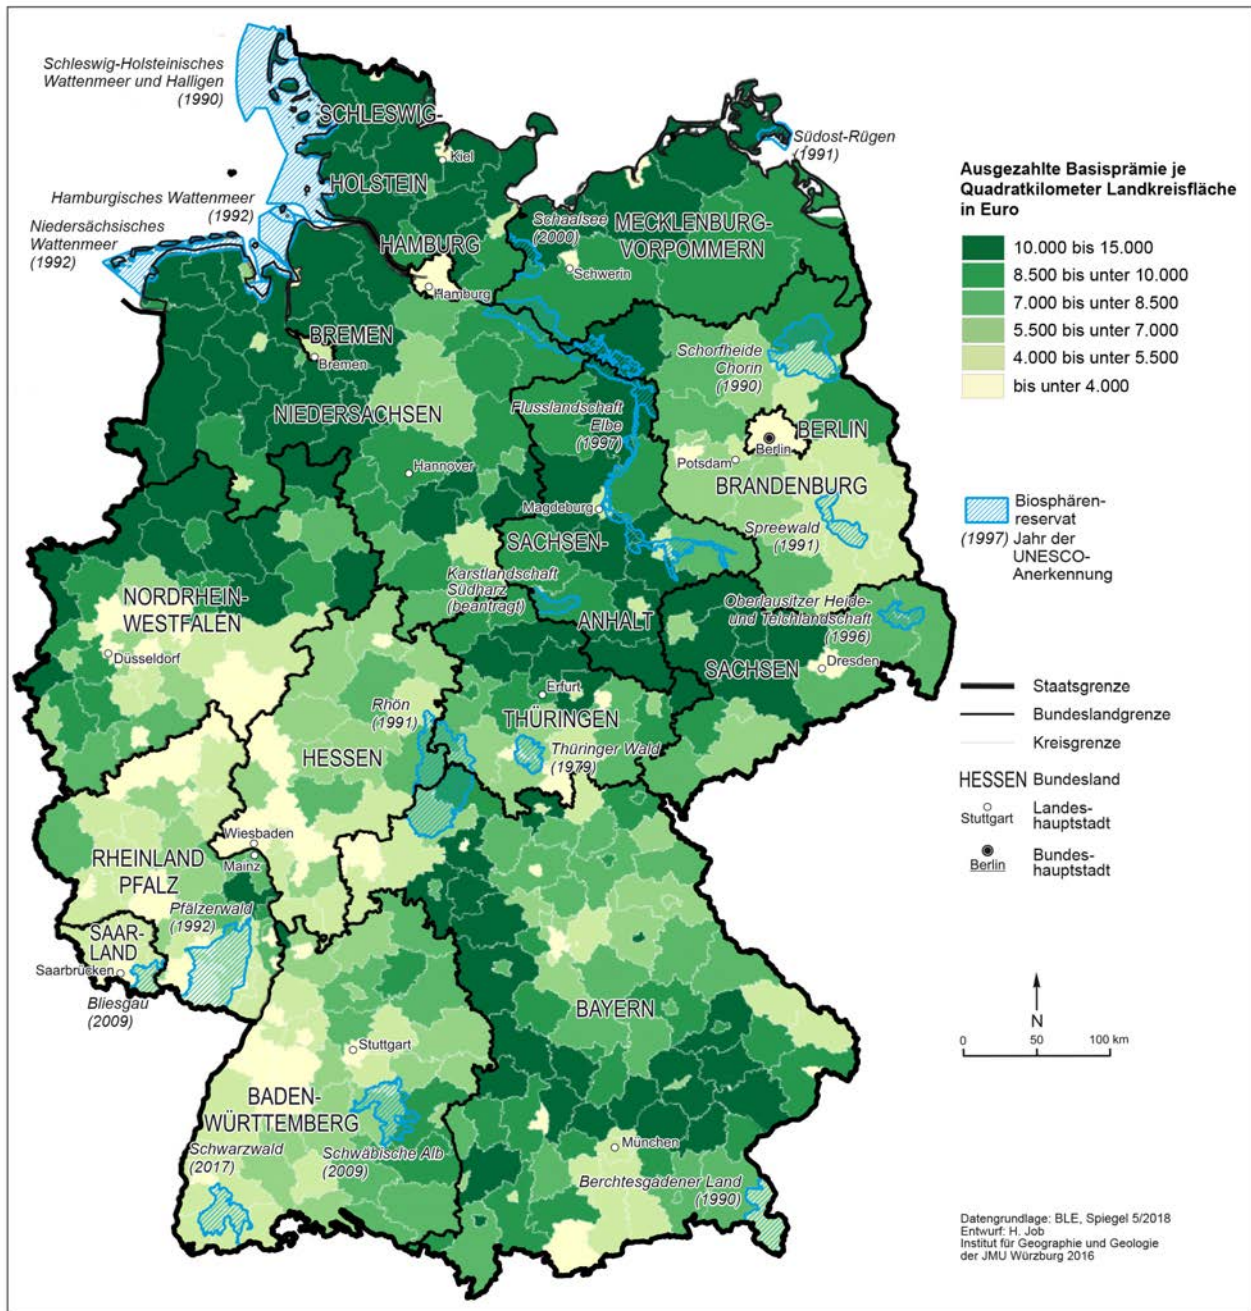 Schleswig-Holsteinisches
Wattenmeer und Halligen
(1990)
SCHLESWIG-
HOLSTEIN
Kiel
Südost-Rügen
(1991)
Hamburgisches Wattenmeer
(1992)
Niedersächsisches
Wattenmeer
(1992)
HAMBURG
Hamburg
Schaalsee
(2000)
MECKLENBURG-
VORPOMMERN
Schwerin
BREMEN
Bremen
Schorfheide
Chorin
(1990)
NIEDERSACHSEN
Flusslandschaft
Elbe
(1997)
BERLIN
Berlin
Potsdam
Hannover
BRANDENBURG
Magdeburg
Spreewald
(1991)
SACHSEN-
ANHALT
Karstlandschaft
Südharz
(beantragt)
NORDRHEIN-
WESTFALEN
Düsseldorf
Oberlausitzer Heide-
und Teichlandschaft
(1996)
SACHSEN
Dresden
Erfurt
Rhön
(1991)
THÜRINGEN
Thüringer Wald
(1979)
HESSEN
Wiesbaden
Mainz
RHEINLAND
PFALZ
Pfälzerwald
(1992)
SAAR-
LAND
Saarbrücken
Bliesgau
(2009)
BAYERN
Stuttgart
BADEN-
WÜRTTEMBERG
Schwarzwald
(2017)
Schwäbische Alb
(2009)
München
Berchtesgadener Land
(1990)
Ausgezahlte Basisprämie je
Quadratkilometer Landkreisfläche
in Euro
10.000 bis 15.000
8.500 bis unter 10.000
7.000 bis unter 8.500
5.500 bis unter 7.000
4.000 bis unter 5.500
bis unter 4.000
Biosphären-
reservat
(1997) Jahr der
UNESCO-
Anerkennung
Staatsgrenze
Bundeslandgrenze
Kreisgrenze
HESSEN Bundesland
Stuttgart Landes-
hauptstadt
Berlin Bundes-
hauptstadt
N
0 50 100 km
Datengrundlage: BLE, Spiegel 5/2018
Entwurf: H. Job
Institut für Geographie und Geologie
der JMU Würzburg 2016